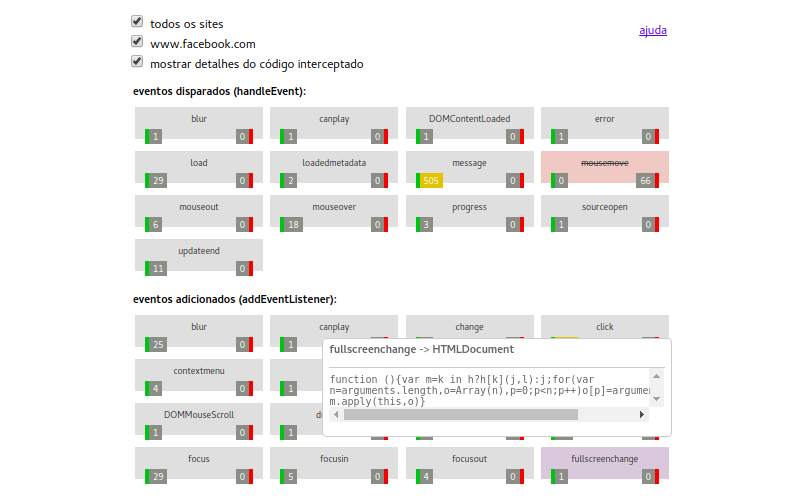 todos os sites
ajuda
www.facebook.com
mostrar detalhes do código interceptado
eventos disparados (handleEvent):
blur canplay DOMContentLoaded error
1 0 1 0 1 0 1 0
load loadedmetadata message mousemove
29 0 2 0 505 0 0 66
mouseout mouseover progress sourceopen
6 0 18 0 3 0 1 0
updateend
11 0
eventos adicionados (addEventListener):
blur canplay change click
25 0 1
fullscreenchange -> HTMLDocument
contextmenu
4 0 1
function (){var m=k in h?h[k](j,l):j;for(var
n=arguments.length,o=Array(n),p=0;p<n;p++)o[p]=argume
m.apply(this,o)}
DOMMouseScroll
1 0 1
focus focusin focusout fullscreenchange
29 0 5 0 4 0 1 0